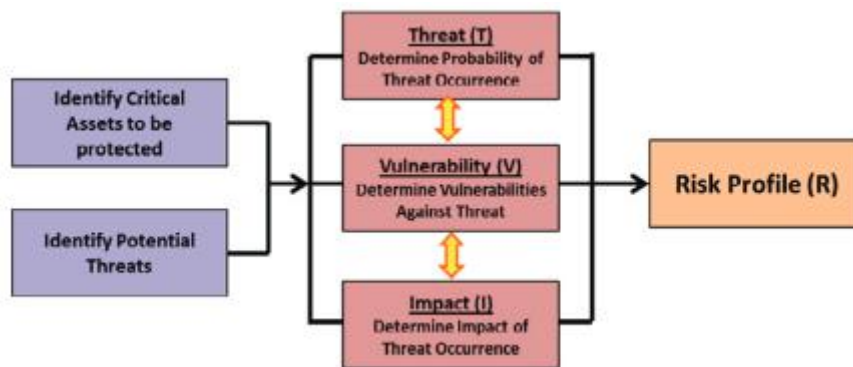 Identify Critical
Assets to be
protected
Identify Potential
Threats
Threat (T)
Determine Probability of
Threat Occurrence
Vulnerability (V)
Determine Vulnerabilities
Against Threat
Impact (I)
Determine Impact of
Threat Occurrence
Risk Profile (R)